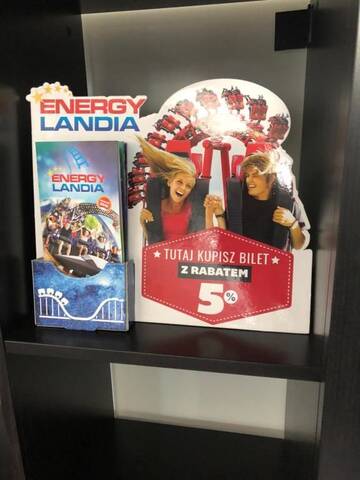 ENERGY
LANDIA
ENERGY
LANDIA
TUTAJ KUPISZ BILET
Z RABATEM
5%